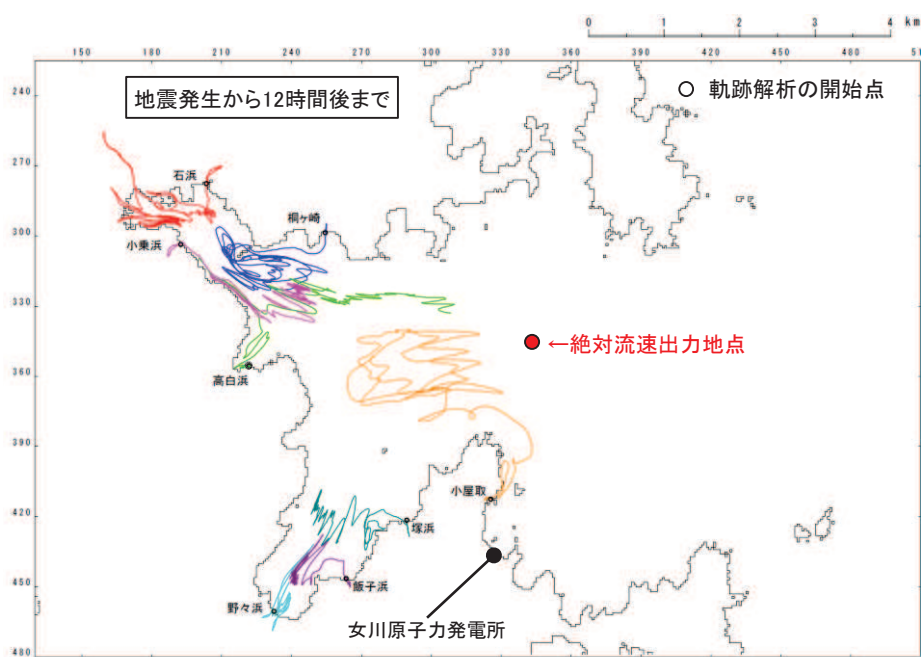 0 1 2 3 4 km
150 180 210 240 270 300 330 360 390 420 450 480 51
240
270
300
330
360
390
420
450
480
地震発生から12時間後まで
軌跡解析の開始点
石浜
桐ヶ崎
小乗浜
←絶対流速出力地点
高白浜
小屋取
塚浜
飯子浜
野々浜
女川原子力発電所